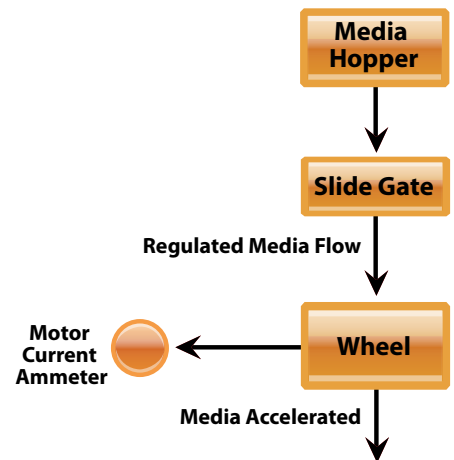 Media
Hopper
Slide Gate
Regulated Media Flow
Motor
Current
Ammeter
Wheel
Media Accelerated